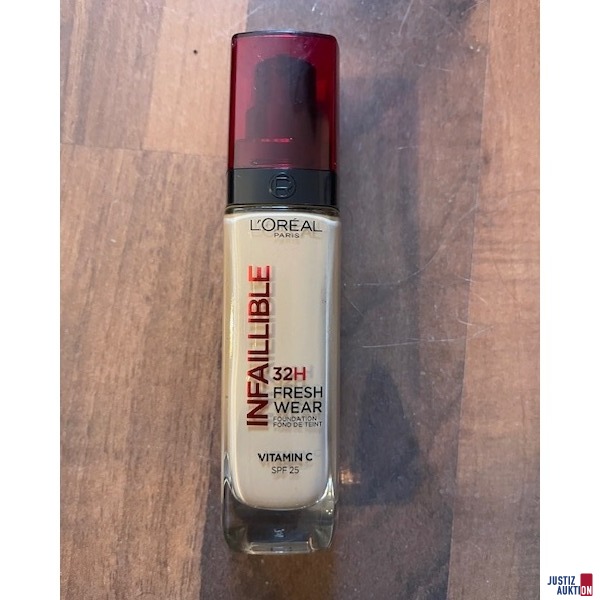 L'ORÉAL
PARIS
INFAILLIBLE
32H
FRESH
WEAR
FOUNDATION
FOND DE TEINT
VITAMIN C
SPF 25
JUSTIZ
AUKTION